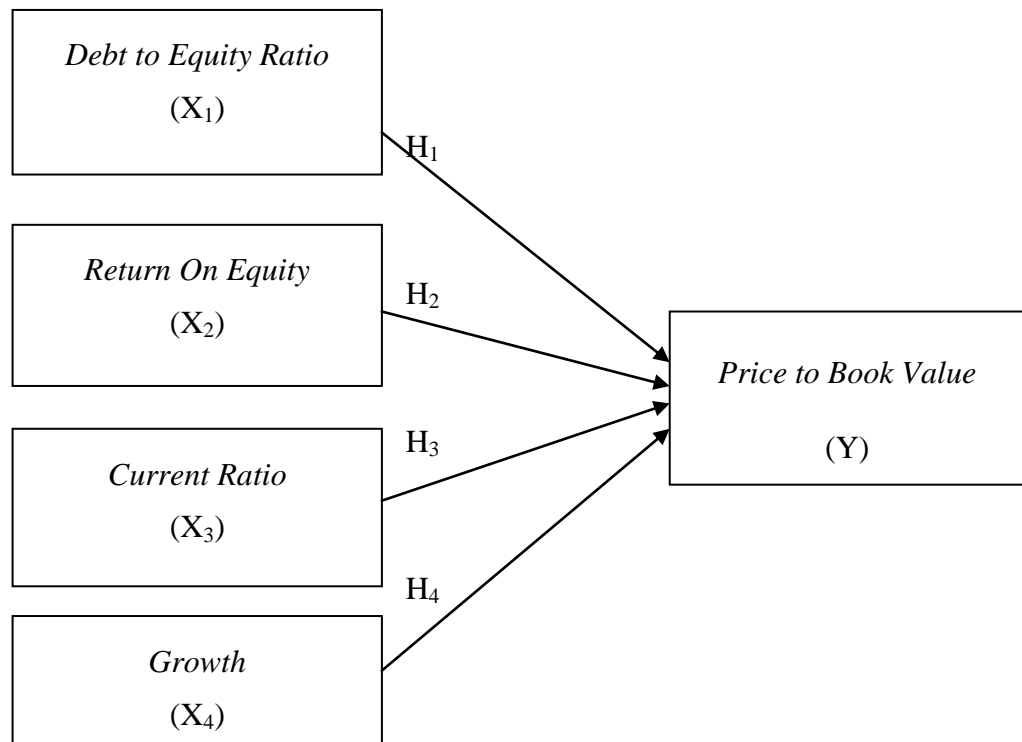 Debt to Equity Ratio
(X₁)
H₁
Return On Equity
(X₂)
H₂
Price to Book Value
(Y)
Current Ratio
(X₃)
H₃
Growth
(X₄)
H₄